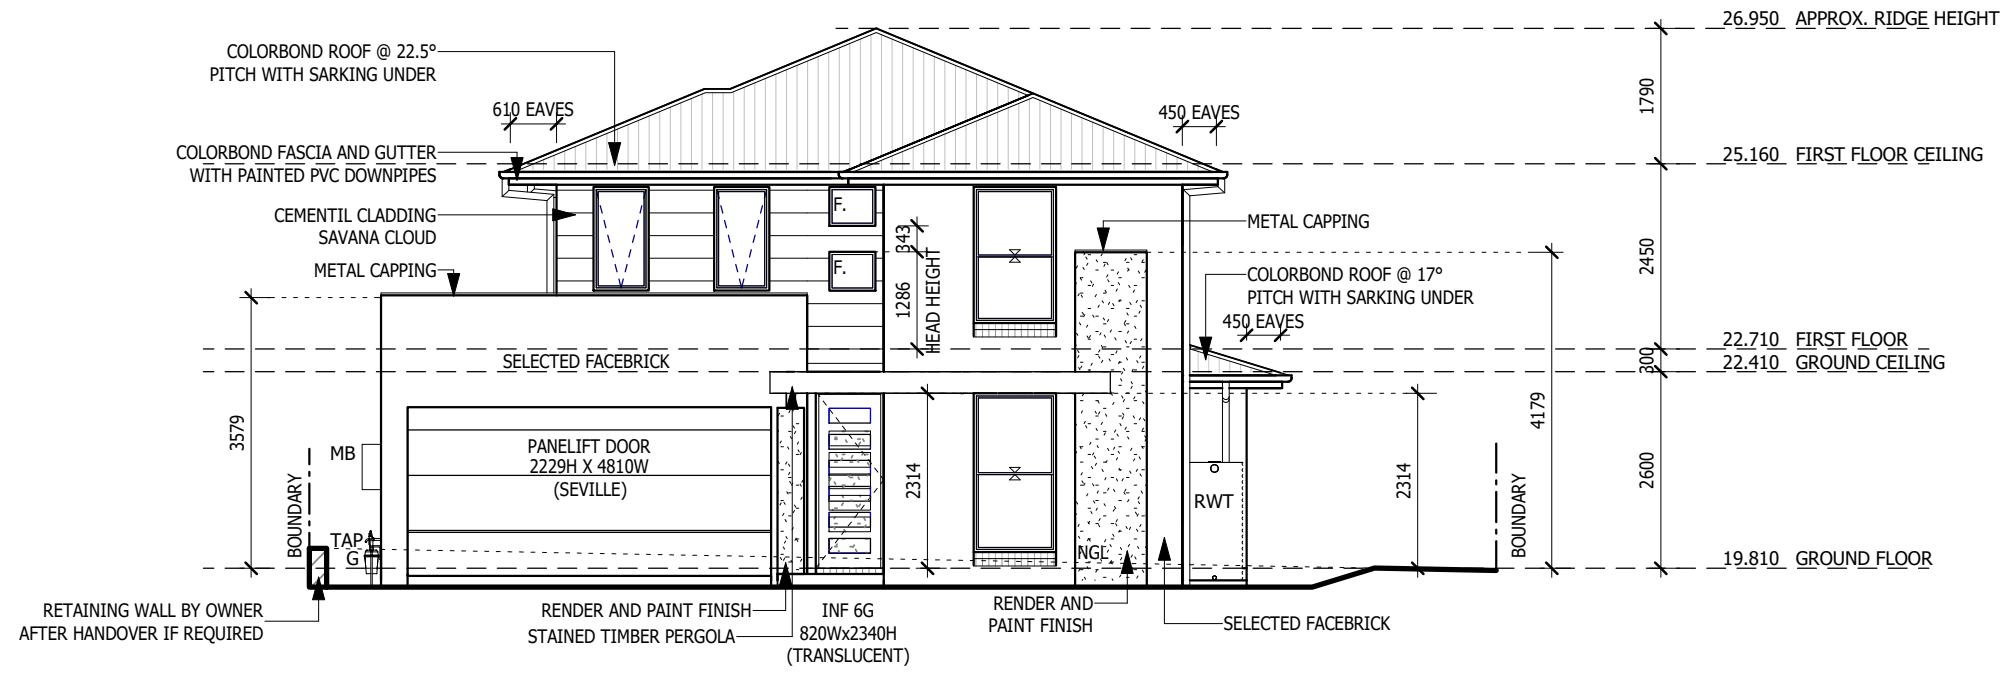 26.950 APPROX. RIDGE HEIGHT
COLORBOND ROOF @ 22.5°
PITCH WITH SARKING UNDER
1790
610 EAVES
450 EAVES
COLORBOND FASCIA AND GUTTER
WITH PAINTED PVC DOWNPIPES
25.160 FIRST FLOOR CEILING
CEMENTIL CLADDING
SAVANA CLOUD
F.
METAL CAPPING
343
2450
METAL CAPPING
F.
COLORBOND ROOF @ 17°
PITCH WITH SARKING UNDER
1286
HEAD HEIGHT
450 EAVES
22.710 FIRST FLOOR
SELECTED FACEBRICK
300
22.410 GROUND CEILING
3579
4179
MB
PANELIFT DOOR
2229H X 4810W
(SEVILLE)
2314
2314
2600
RWT
BOUNDARY
BOUNDARY
TAP
G
NGL
19.810 GROUND FLOOR
RETAINING WALL BY OWNER
AFTER HANDOVER IF REQUIRED
RENDER AND PAINT FINISH
STAINED TIMBER PERGOLA
INF 6G
820Wx2340H
(TRANSLUCENT)
RENDER AND
PAINT FINISH
SELECTED FACEBRICK